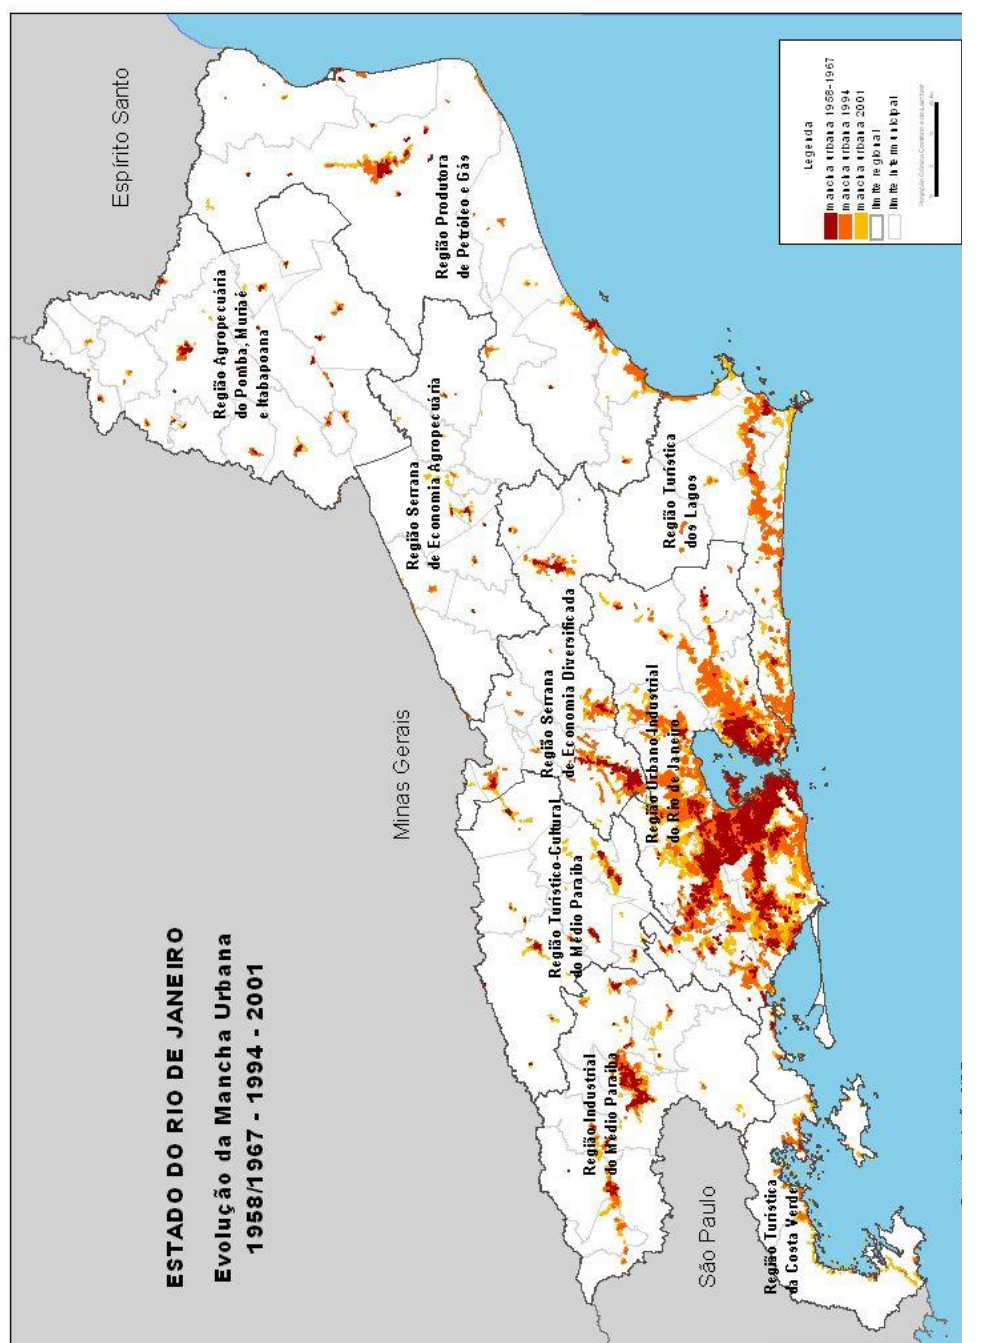 ESTADO DO RIO DE JANEIRO
Evolução da Mancha Urbana
1958/1967 - 1994 - 2001
Espírito Santo
Minas Gerais
São Paulo
Região Agropecuária
do Pomba, Muriaé
e Itabapoana
Região Produtora
de Petróleo e Gás
Região Serrana
de Economia Agropecuária
Região Turística
dos Lagos
Região Serrana
de Economia Diversificada
Região Urbano-Industrial
do Rio de Janeiro
Região Turístico-Cultural
do Médio Paraíba
Região Industrial
do Médio Paraíba
Região Turística
da Costa Verde
Legenda
mancha urbana 1958-1967
mancha urbana 1994
mancha urbana 2001
limite regional
limite intermunicipal